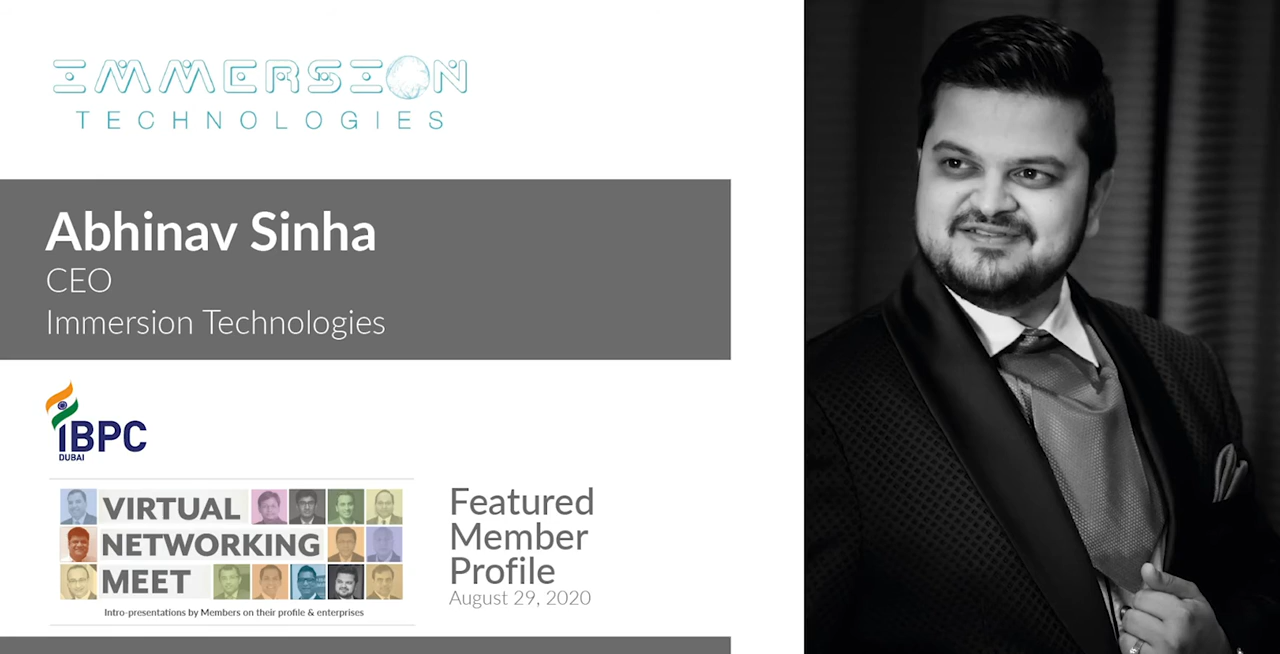 IMMERSION
TECHNOLOGIES
Abhinav Sinha
CEO
Immersion Technologies
IBPC
DUBAI
VIRTUAL
NETWORKING
MEET
Intro-presentations by Members on their profile & enterprises
Featured
Member
Profile
August 29, 2020